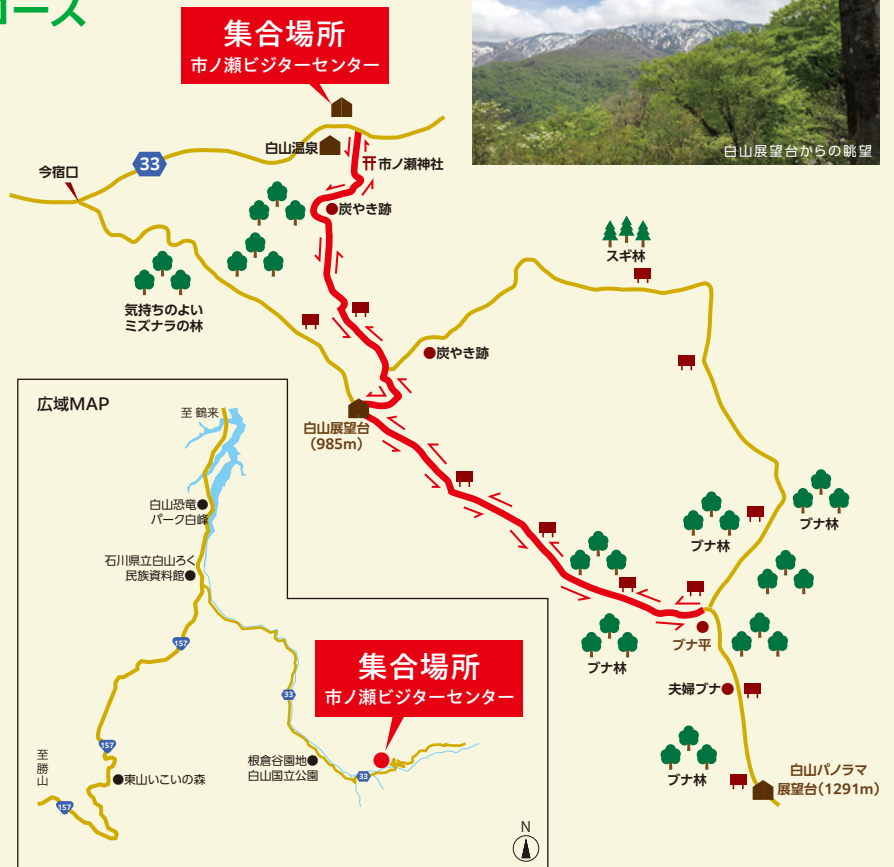 コース
集合場所
市ノ瀬ビジターセンター
白山展望台からの眺望
白山温泉
市ノ瀬神社
33
今宿口
炭やき跡
スギ林
気持ちのよい
ミズナラの林
炭やき跡
白山展望台
(985m)
ブナ林
ブナ林
ブナ林
ブナ平
夫婦ブナ
ブナ林
白山パノラマ
展望台(1291m)
広域MAP
至 鶴来
白山恐竜
パーク白峰
石川県立白山ろく
民族資料館
157
集合場所
市ノ瀬ビジターセンター
33
157
至勝山
東山いこいの森
根倉谷園地
白山国立公園
33
157
N